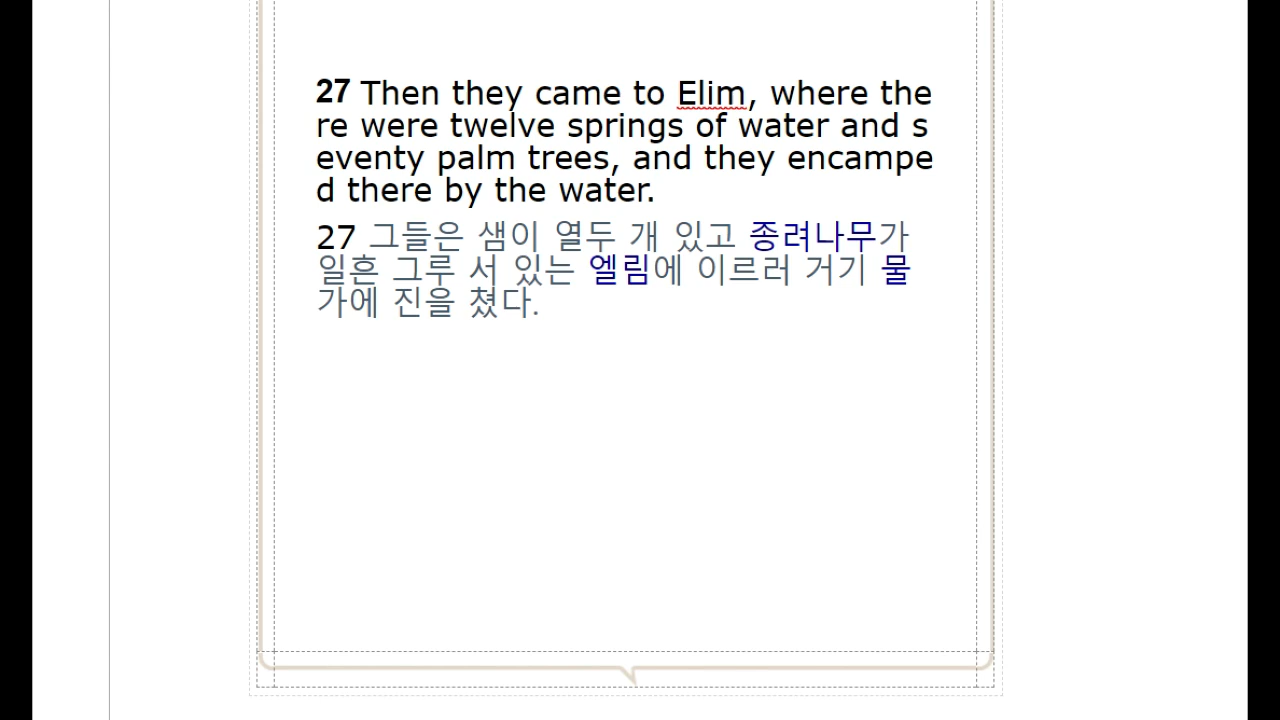 27 Then they came to Elim, where the
re were twelve springs of water and s
eventy palm trees, and they encampe
d there by the water.
27 그들은 샘이 열두 개 있고 종려나무가
일흔 그루 서 있는 엘림에 이르러 거기 물
가에 진을 쳤다.